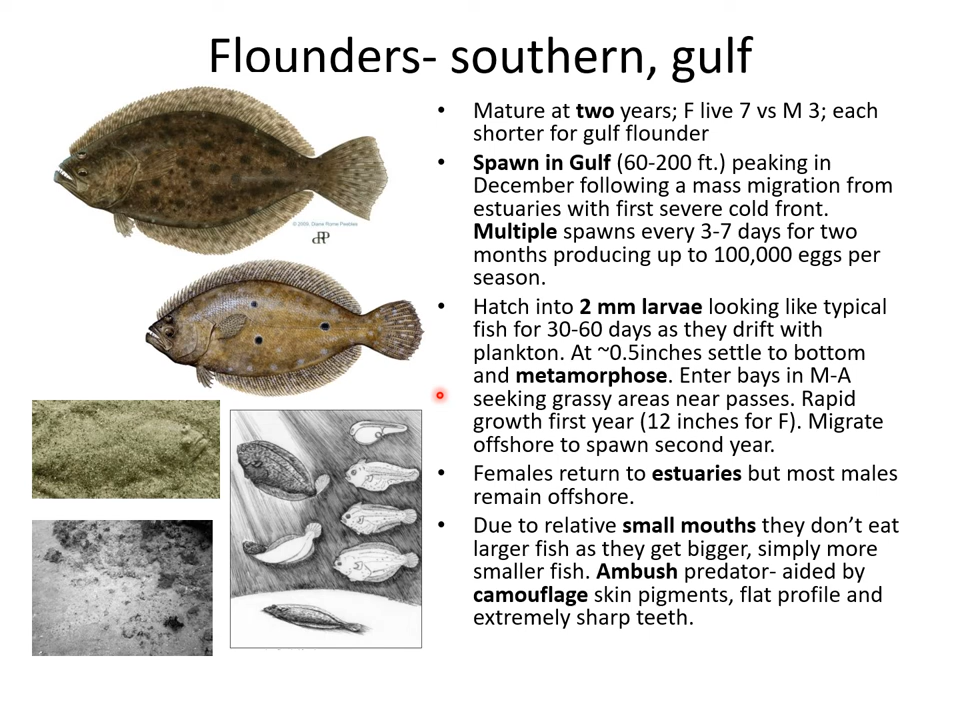 Flounders- southern, gulf
© 2006, Diane Rome Peebles
• Mature at two years; F live 7 vs M 3; each
shorter for gulf flounder
• Spawn in Gulf (60-200 ft.) peaking in
December following a mass migration from
estuaries with first severe cold front.
Multiple spawns every 3-7 days for two
months producing up to 100,000 eggs per
season.
• Hatch into 2 mm larvae looking like typical
fish for 30-60 days as they drift with
plankton. At ~0.5inches settle to bottom
and metamorphose. Enter bays in M-A
seeking grassy areas near passes. Rapid
growth first year (12 inches for F). Migrate
offshore to spawn second year.
• Females return to estuaries but most males
remain offshore.
• Due to relative small mouths they don’t eat
larger fish as they get bigger, simply more
smaller fish. Ambush predator- aided by
camouflage skin pigments, flat profile and
extremely sharp teeth.